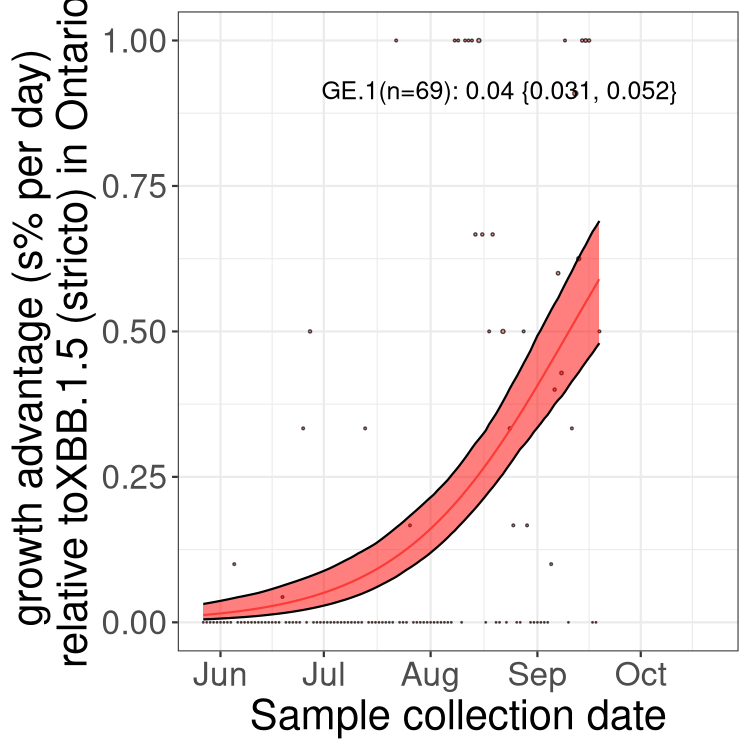 growth advantage (s% per day)
relative toXBB.1.5 (stricto) in Ontario
1.00
0.75
0.50
0.25
0.00
GE.1(n=69): 0.04 {0.031, 0.052}
Jun Jul Aug Sep Oct
Sample collection date